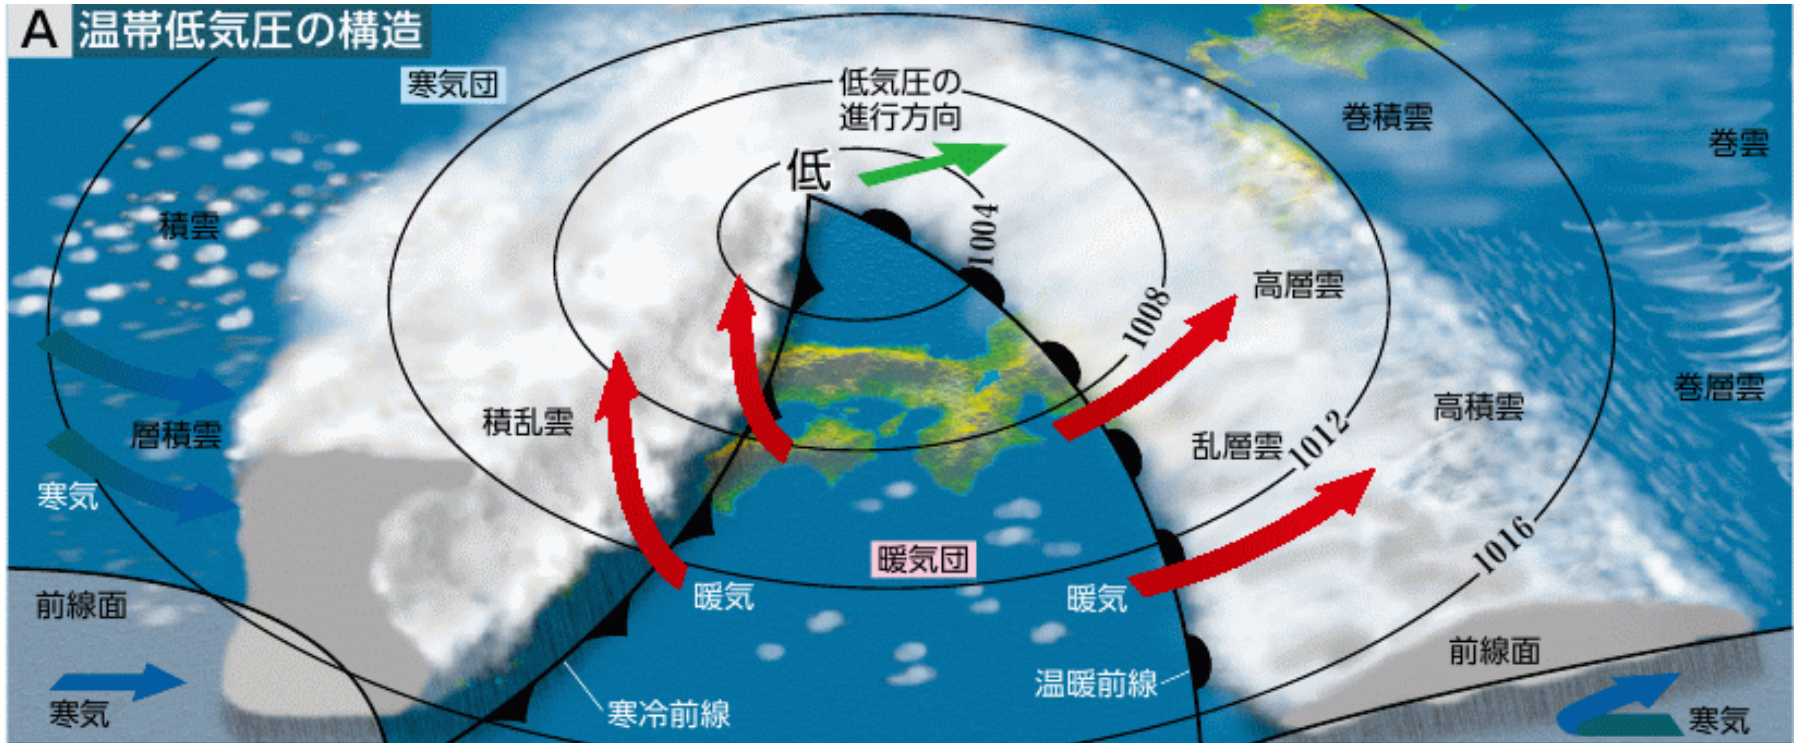 A 温帯低気圧の構造
寒気団
低気圧の
進行方向
巻積雲
巻雲
低
積雲
1004
高層雲
1008
巻層雲
高積雲
積乱雲
層積雲
乱層雲
1012
寒気
1016
暖気団
暖気
暖気
前線面
前線面
温暖前線
寒気
寒冷前線
寒気